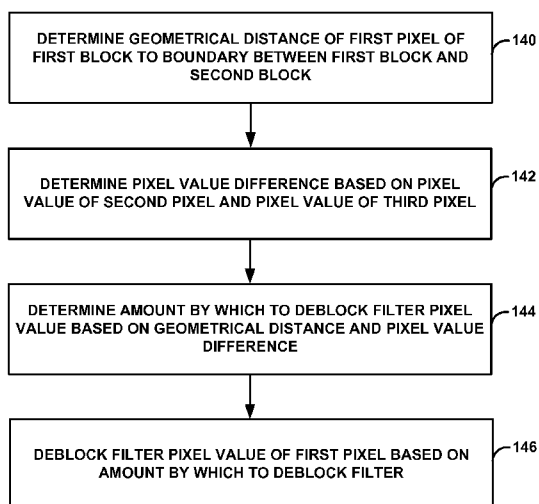 DETERMINE GEOMETRICAL DISTANCE OF FIRST PIXEL OF
FIRST BLOCK TO BOUNDARY BETWEEN FIRST BLOCK AND
SECOND BLOCK
140
DETERMINE PIXEL VALUE DIFFERENCE BASED ON PIXEL
VALUE OF SECOND PIXEL AND PIXEL VALUE OF THIRD PIXEL
142
DETERMINE AMOUNT BY WHICH TO DEBLOCK FILTER PIXEL
VALUE BASED ON GEOMETRICAL DISTANCE AND PIXEL VALUE
DIFFERENCE
144
DEBLOCK FILTER PIXEL VALUE OF FIRST PIXEL BASED ON
AMOUNT BY WHICH TO DEBLOCK FILTER
146